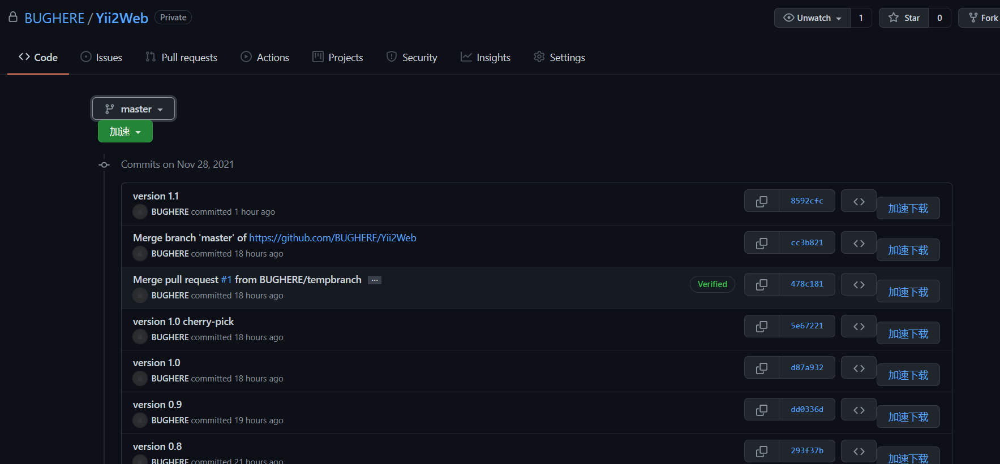 BUGHERE / Yii2Web Private
Unwatch 1 Star 0 Fork
Code Issues Pull requests Actions Projects Security Insights Settings
master
加速
Commits on Nov 28, 2021
version 1.1
BUGHERE committed 1 hour ago
8592cfc 加速下载
Merge branch 'master' of https://github.com/BUGHERE/Yii2Web
BUGHERE committed 18 hours ago
cc3b821 加速下载
Merge pull request #1 from BUGHERE/tempbranch ...
BUGHERE committed 18 hours ago
Verified 478c181 加速下载
version 1.0 cherry-pick
BUGHERE committed 18 hours ago
5e67221 加速下载
version 1.0
BUGHERE committed 18 hours ago
d87a932 加速下载
version 0.9
BUGHERE committed 19 hours ago
dd0336d 加速下载
version 0.8
BUGHERE committed 21 hours ago
293f37b 加速下载